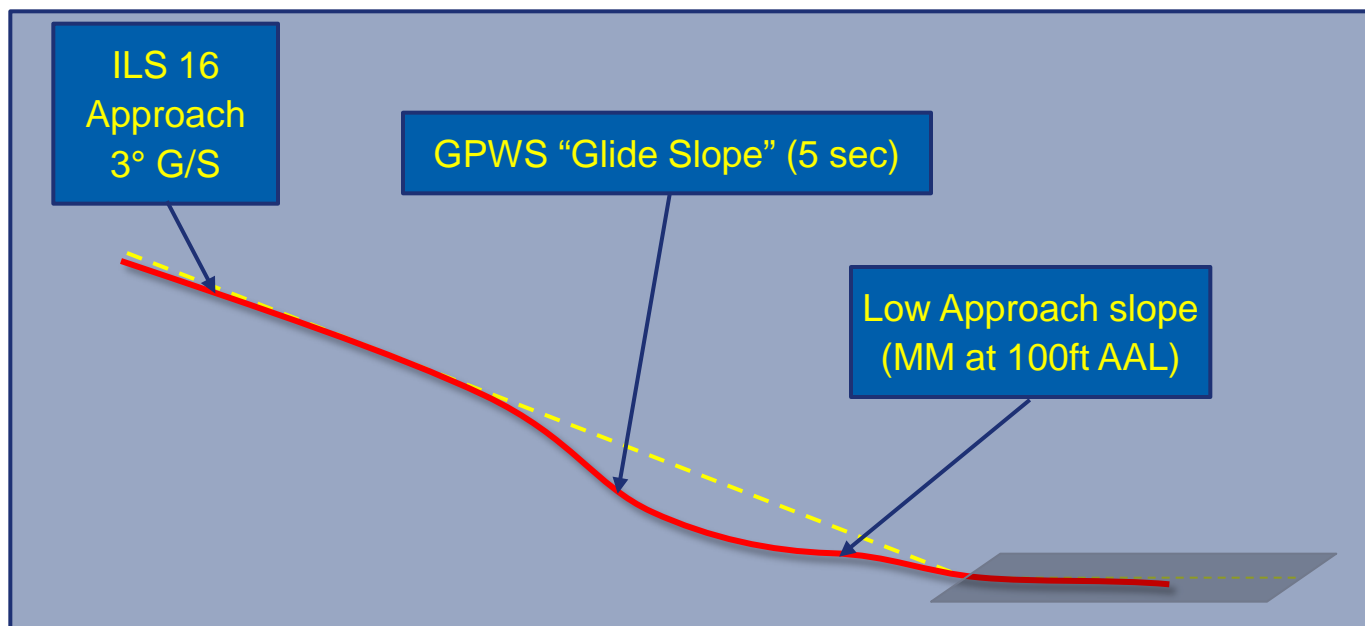 ILS 16
Approach
3° G/S
GPWS “Glide Slope” (5 sec)
Low Approach slope
(MM at 100ft AAL)